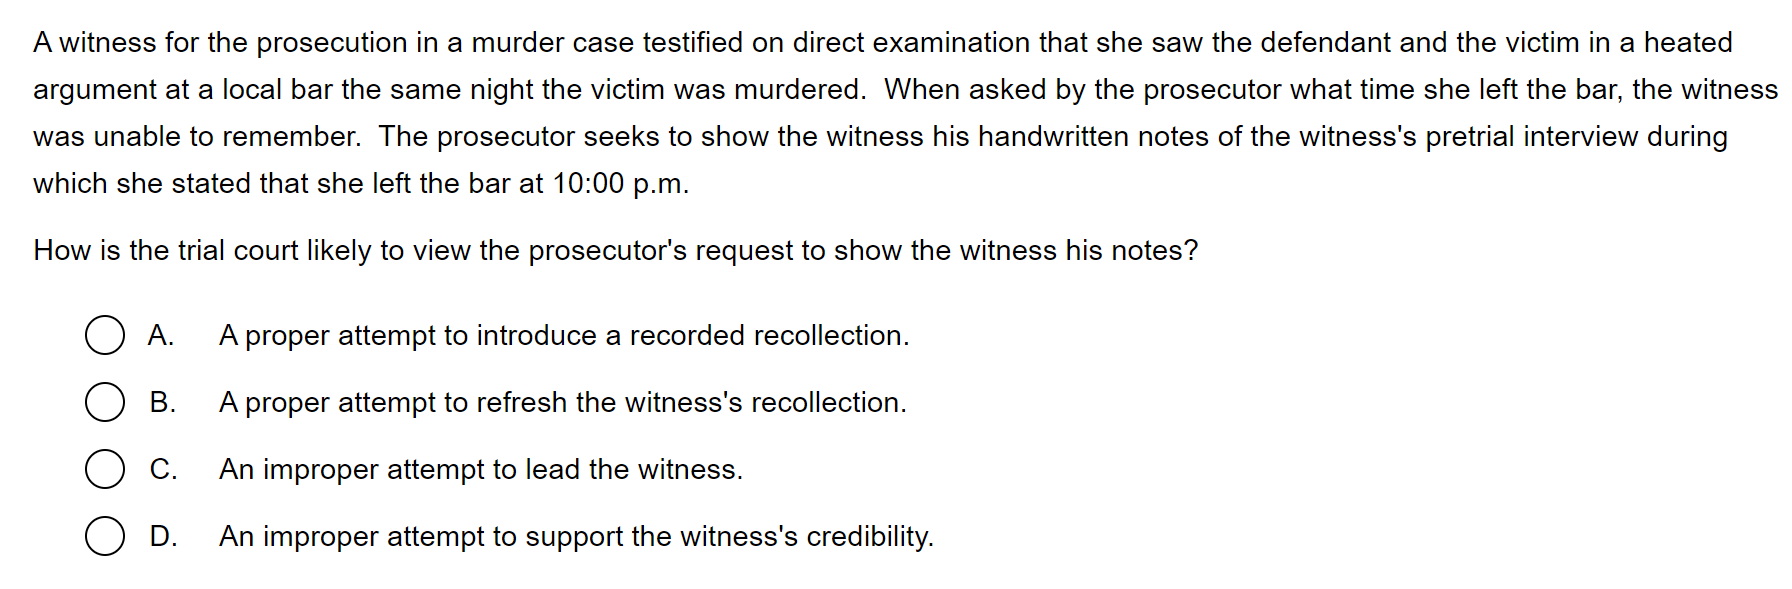 A witness for the prosecution in a murder case testified on direct examination that she saw the defendant and the victim in a heated
argument at a local bar the same night the victim was murdered.  When asked by the prosecutor what time she left the bar, the witness
was unable to remember.  The prosecutor seeks to show the witness his handwritten notes of the witness's pretrial interview during
which she stated that she left the bar at 10:00 p.m.
How is the trial court likely to view the prosecutor's request to show the witness his notes?
A. A proper attempt to introduce a recorded recollection.
B. A proper attempt to refresh the witness's recollection.
C. An improper attempt to lead the witness.
D. An improper attempt to support the witness's credibility.